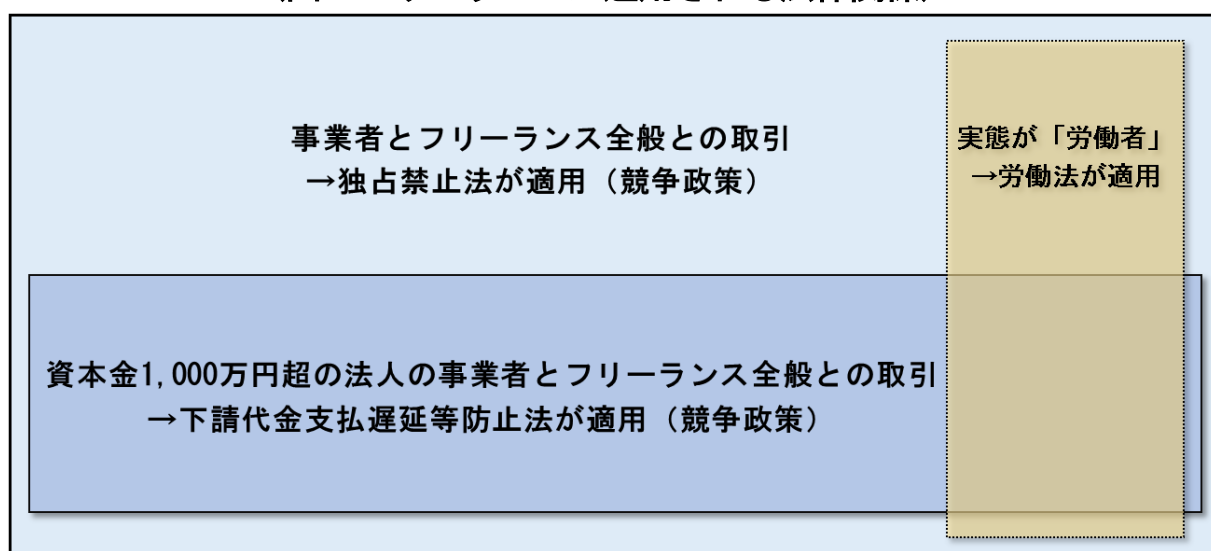 事業者とフリーランス全般との取引
→独占禁止法が適用（競争政策）
実態が「労働者」
→労働法が適用
資本金1,000万円超の法人の事業者とフリーランス全般との取引
→下請代金支払遅延等防止法が適用（競争政策）